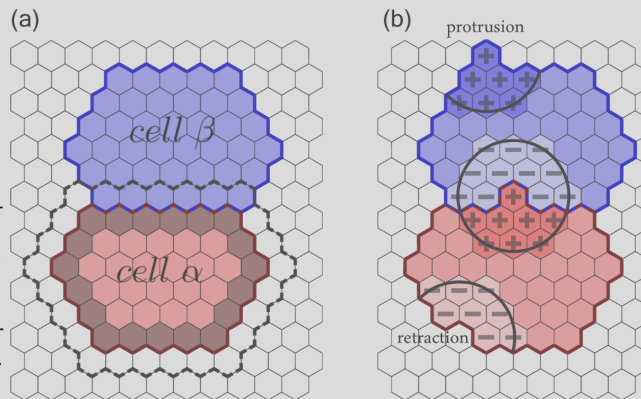 (a)
cell β
cell α
(b)
protrusion
retraction